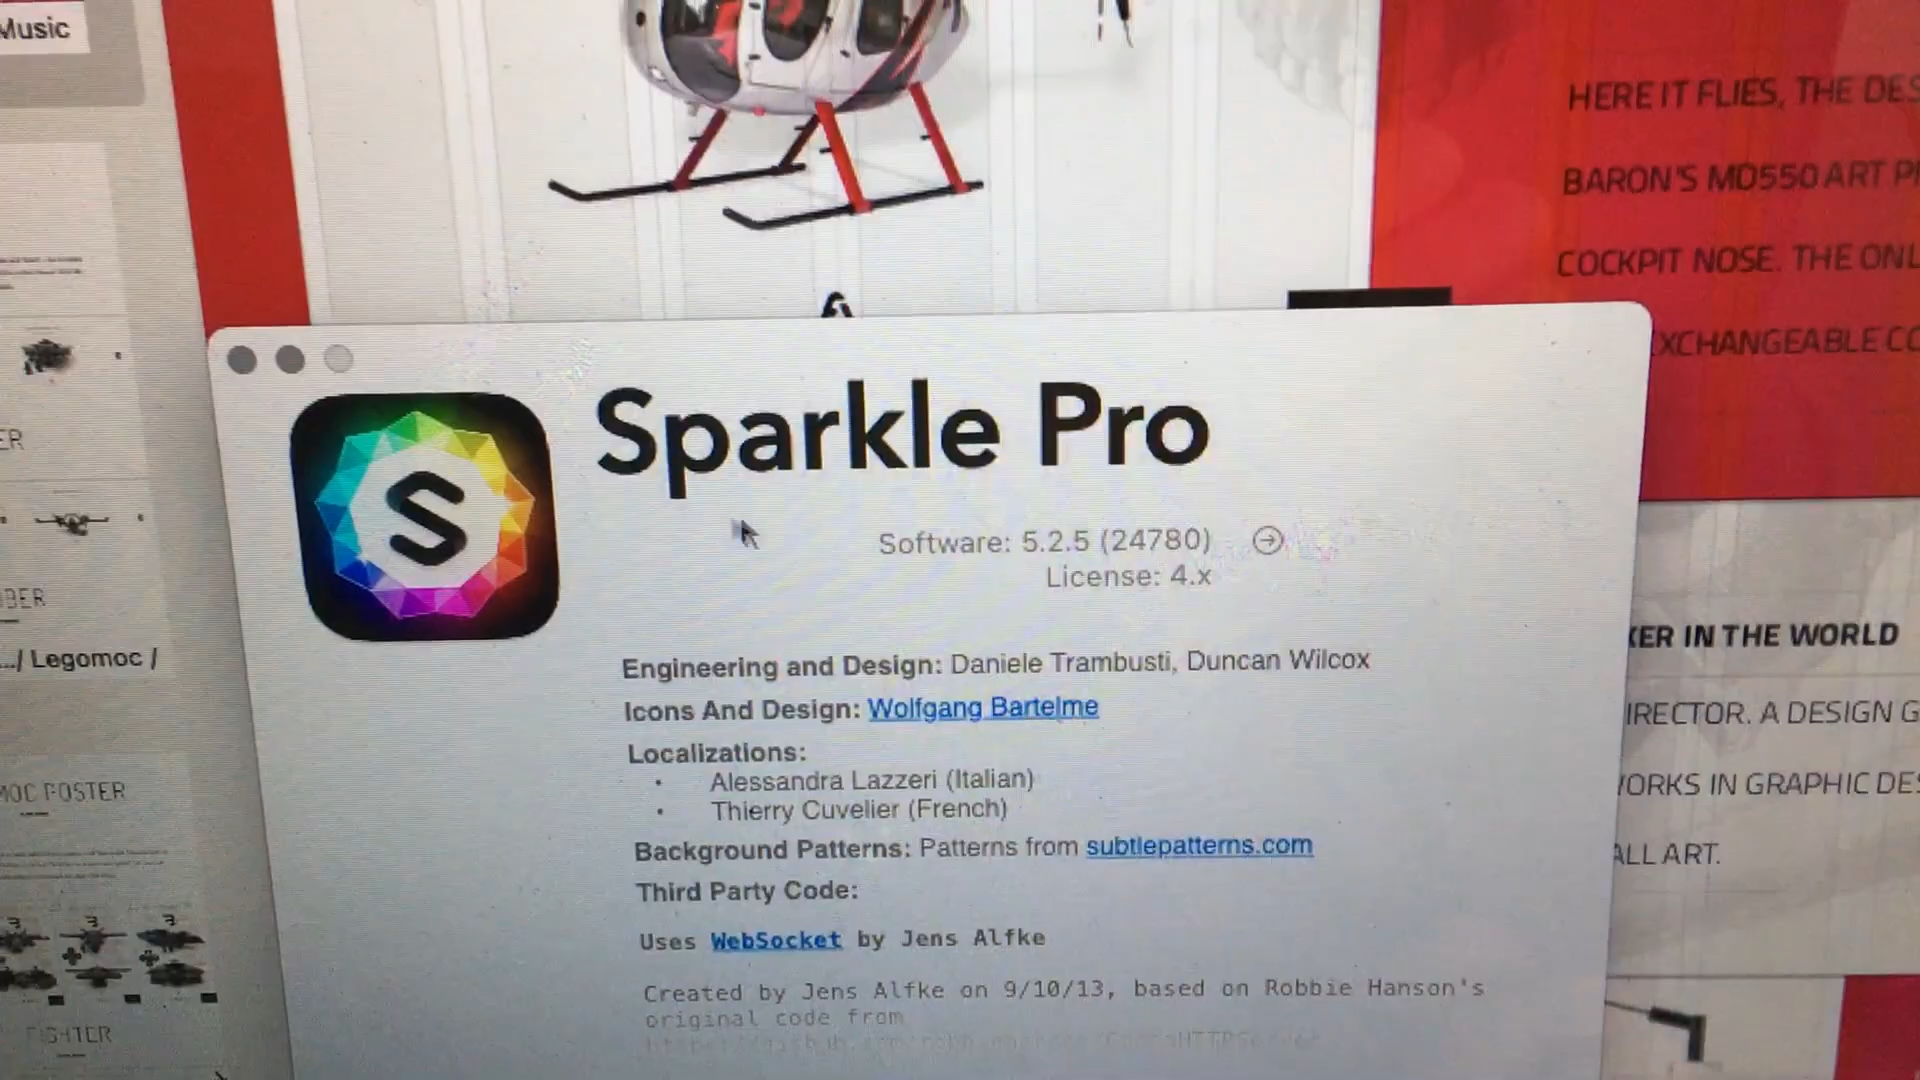 Music
HERE IT FLIES, THE DES
BARON'S MD550 ART
COCKPIT NOSE. THE ONL
XCHANGEABLE CO
S
Sparkle Pro
Software: 5.2.5 (24780)
License: 4.x
Engineering and Design: Daniele Trambusti, Duncan Wilcox
Icons And Design: Wolfgang Bartelme
Localizations:
• Alessandra Lazzeri (Italian)
• Thierry Cuvelier (French)
Background Patterns: Patterns from subtlepatterns.com
Third Party Code:
Uses WebSocket by Jens Alfke
Created by Jens Alfke on 9/10/13, based on Robbie Hanson's
original code from
ER
BER
.../ Legomoc /
MOC POSTER
FIGHTER
KER IN THE WORLD
IRECTOR. A DESIGN G
WORKS IN GRAPHIC DES
ALL ART.